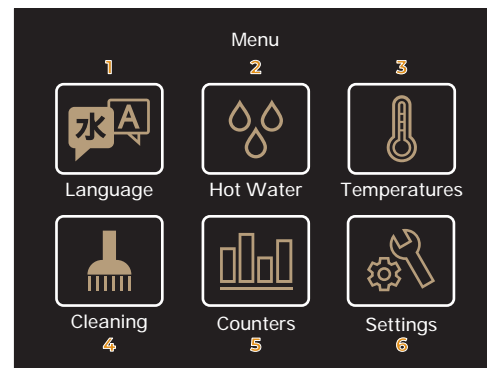 Menu
1 2 3
水 A
Language Hot Water Temperatures
Cleaning Counters Settings
4 5 6